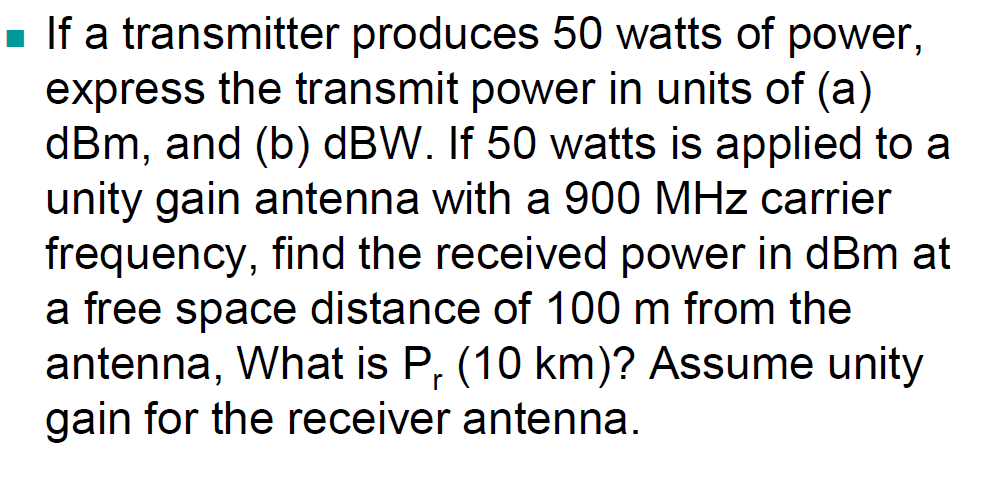 If a transmitter produces 50 watts of power,
express the transmit power in units of (a)
dBm, and (b) dBW. If 50 watts is applied to a
unity gain antenna with a 900 MHz carrier
frequency, find the received power in dBm at
a free space distance of 100 m from the
antenna, What is Pr (10 km)? Assume unity
gain for the receiver antenna.